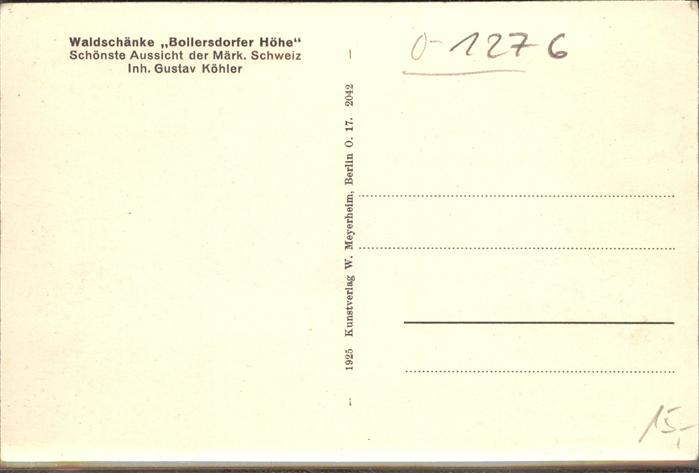 Waldschänke „Bollersdorfer Höhe“
Schönste Aussicht der Märk. Schweiz
Inh. Gustav Köhler
0-1276
1925 Kunstverlag W. Meyerheim, Berlin O. 17. 2042
15,-